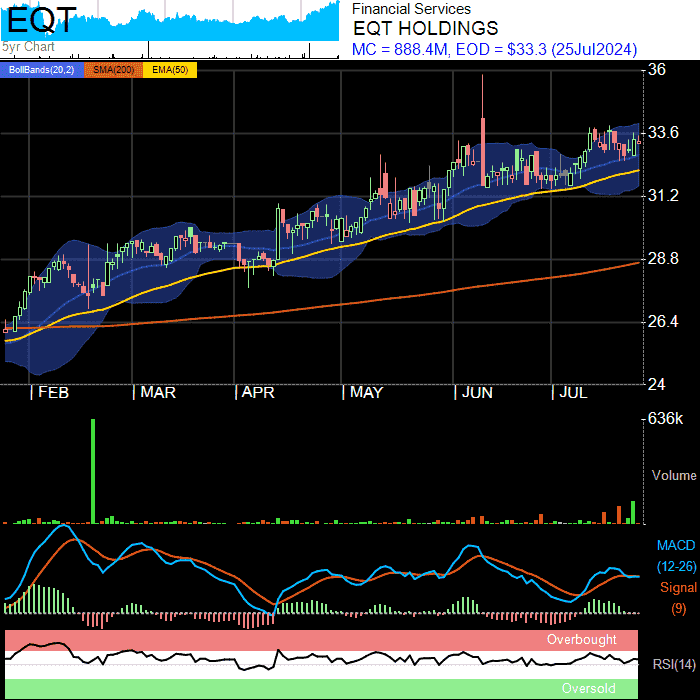 EQT
5yr Chart
Financial Services
EQT HOLDINGS
MC = 888.4M, EOD = $33.3 (25Jul2024)
BollBands(20,2) SMA(200) EMA(50)
36
33.6
31.2
28.8
26.4
24
FEB MAR APR MAY JUN JUL
636k
Volume
MACD
(12-26)
Signal
(9)
Overbought
RSI(14)
Oversold